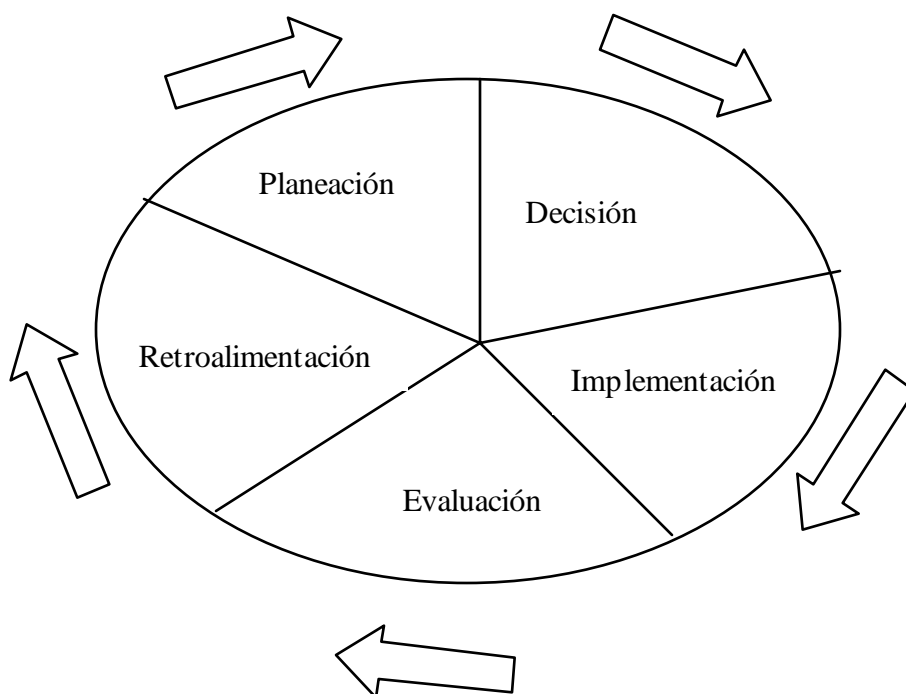 Planeación
Decisión
Retroalimentación
Implementación
Evaluación